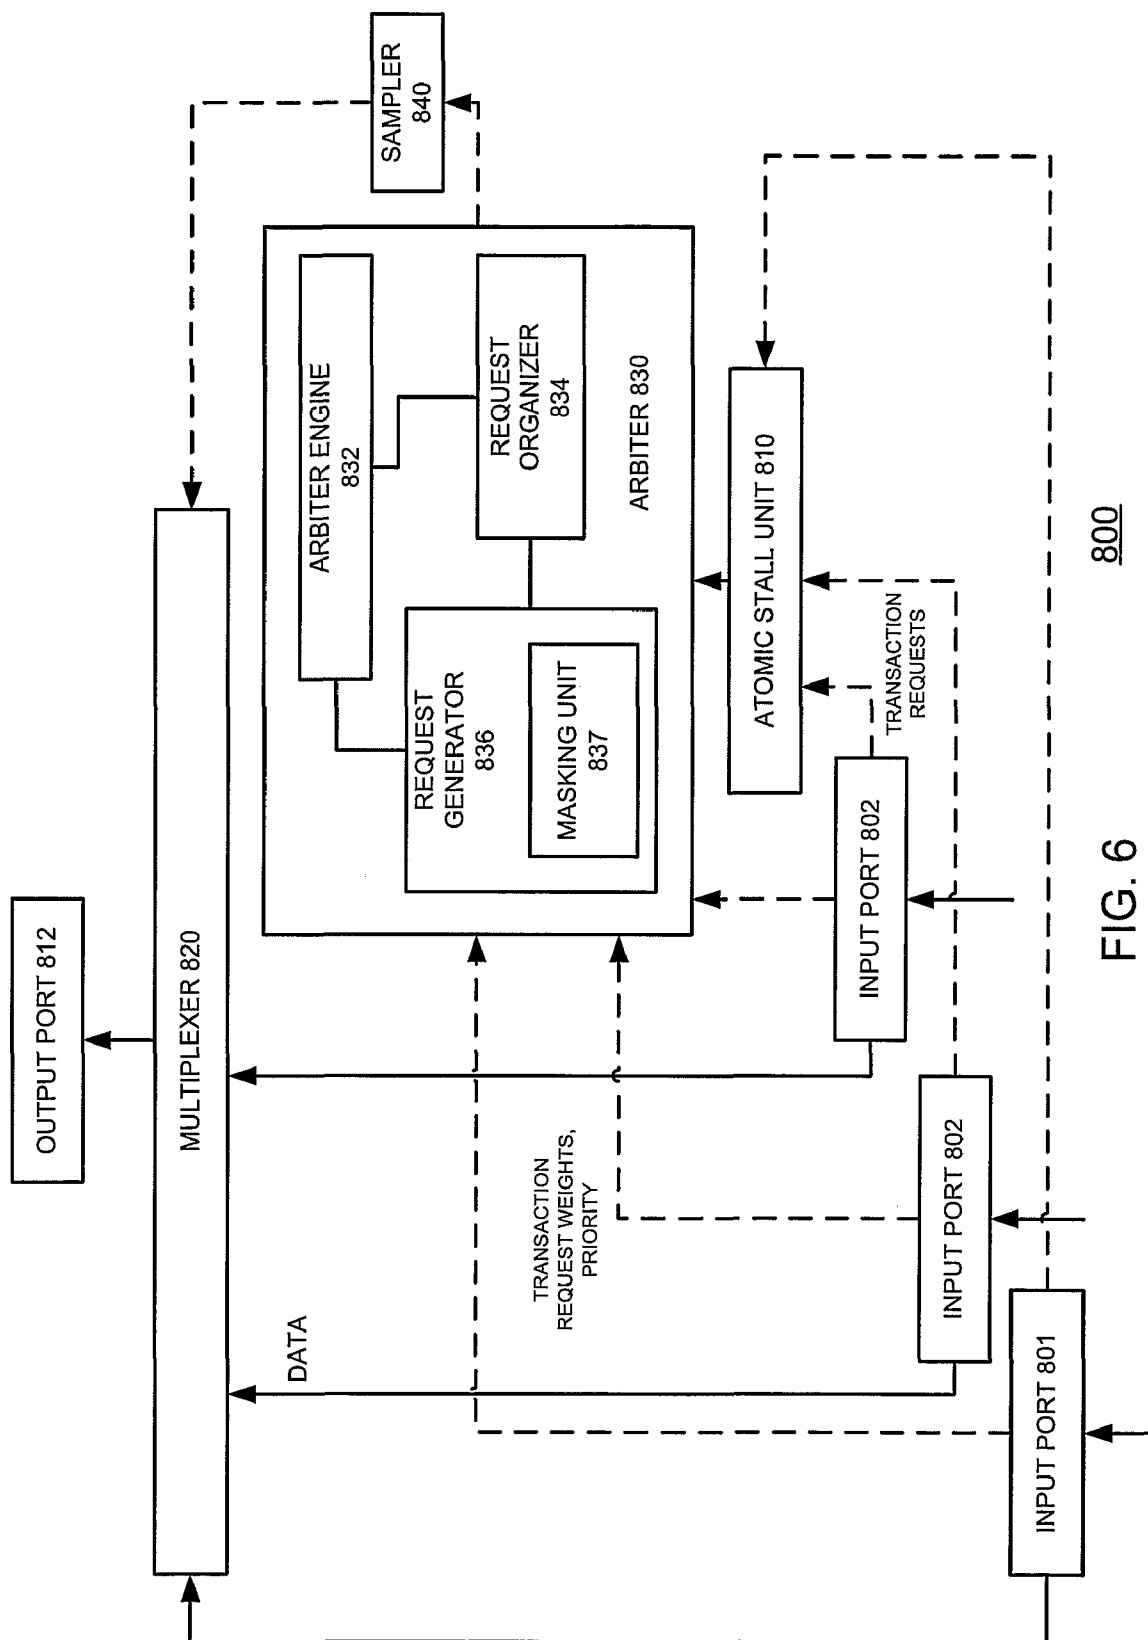 OUTPUT PORT 812
MULTIPLEXER 820
SAMPLER
840
ARBITER ENGINE
832
REQUEST
ORGANIZER
834
REQUEST
GENERATOR
836
MASKING UNIT
837
ARBITER 830
DATA
TRANSACTION
REQUEST WEIGHTS,
PRIORITY
ATOMIC STALL UNIT 810
TRANSACTION
REQUESTS
INPUT PORT 802
INPUT PORT 802
INPUT PORT 801
800
FIG. 6